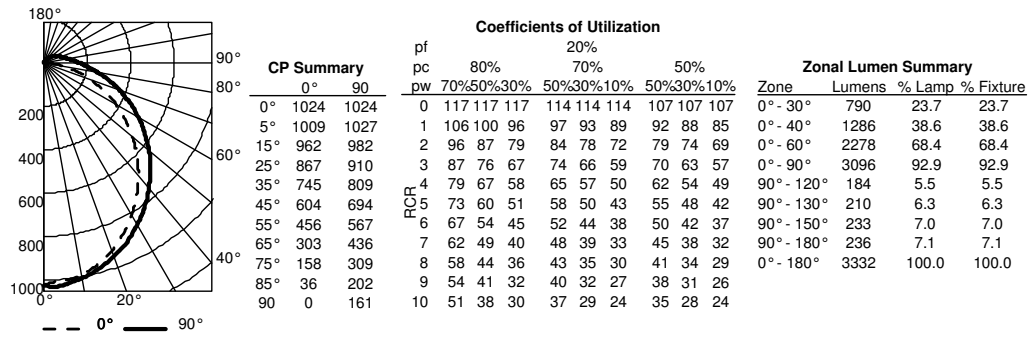 180°
90°
80°
60°
40°
20°
0°
200
400
600
800
1000
0° 90°
CP Summary
0° 90
0° 1024 1024
5° 1009 1027
15° 962 982
25° 867 910
35° 745 809
45° 604 694
55° 456 567
65° 303 436
75° 158 309
85° 36 202
90 0 161
Coefficients of Utilization
pf 20%
pc 80% 70% 50%
pw 70%50%30% 50%30%10% 50%30%10%
RCR
0 117 117 117 114 114 114 107 107 107
1 106 100 96 97 93 89 92 88 85
2 96 87 79 84 78 72 79 74 69
3 87 76 67 74 66 59 70 63 57
4 79 67 58 65 57 50 62 54 49
5 73 60 51 58 50 43 55 48 42
6 67 54 45 52 44 38 50 42 37
7 62 49 40 48 39 33 45 38 32
8 58 44 36 43 35 30 41 34 29
9 54 41 32 40 32 27 38 31 26
10 51 38 30 37 29 24 35 28 24
Zonal Lumen Summary
Zone Lumens % Lamp % Fixture
0°- 30° 790 23.7 23.7
0°- 40° 1286 38.6 38.6
0°- 60° 2278 68.4 68.4
0°- 90° 3096 92.9 92.9
90°- 120° 184 5.5 5.5
90°- 130° 210 6.3 6.3
90°- 150° 233 7.0 7.0
90°- 180° 236 7.1 7.1
0°- 180° 3332 100.0 100.0